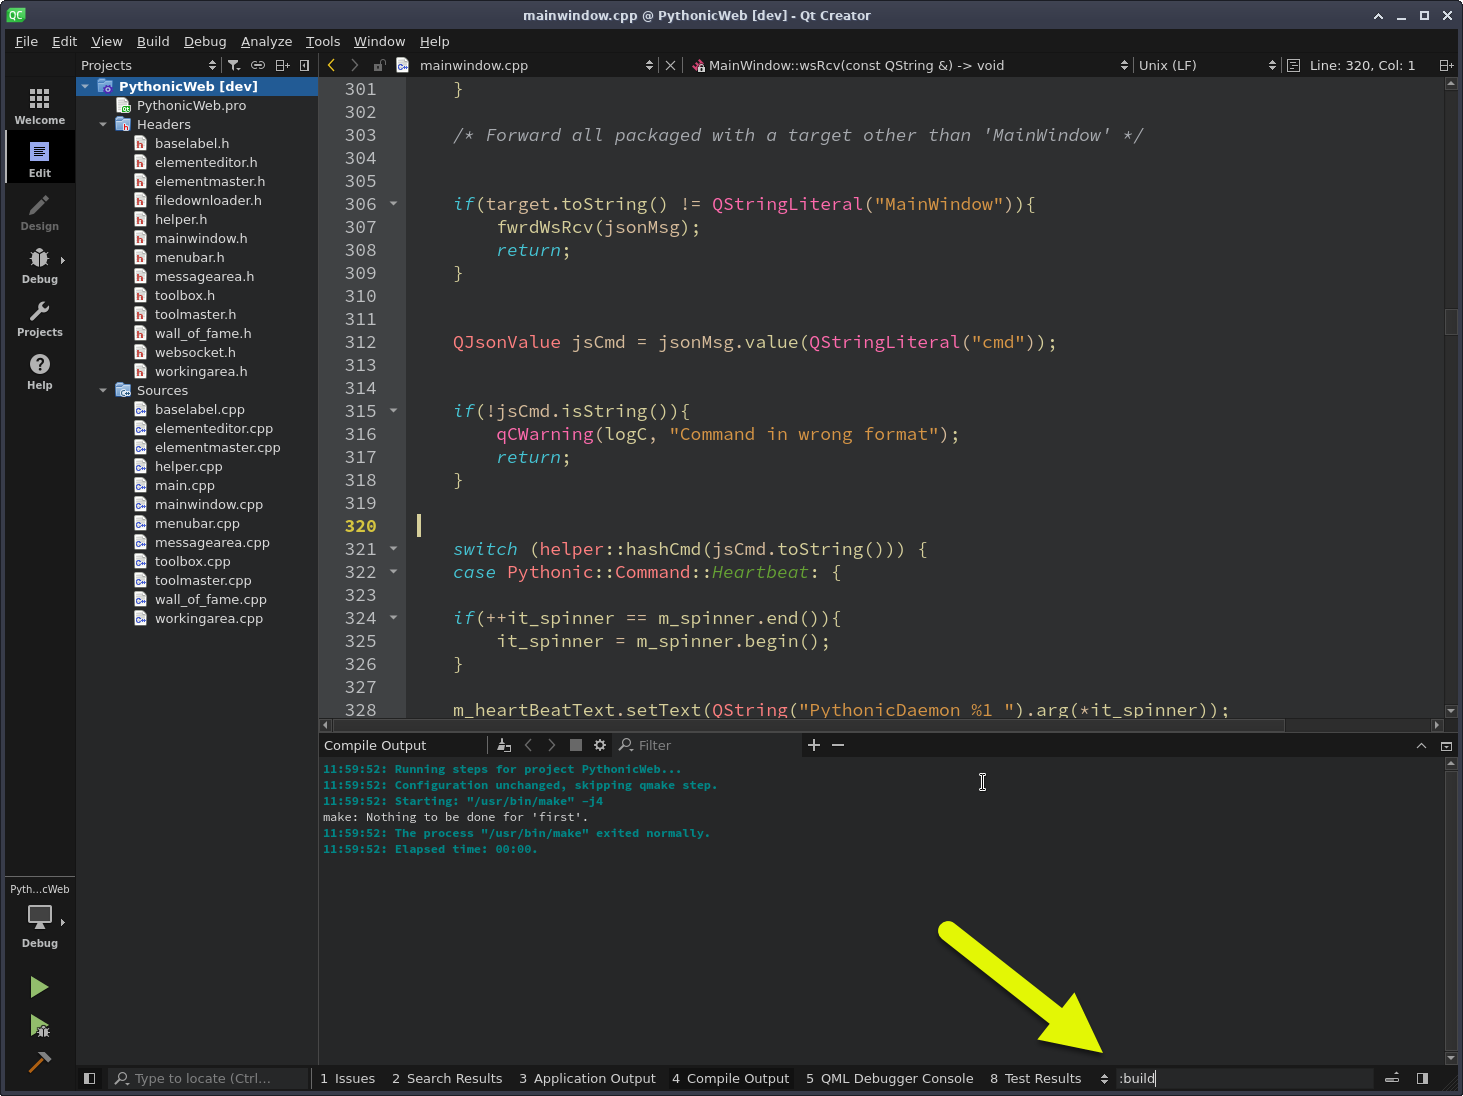 QC
mainwindow.cpp @ PythonicWeb [dev] - Qt Creator
File Edit View Build Debug Analyze Tools Window Help
Projects
mainwindow.cpp
MainWindow::wsRcv(const QString &) -> void
Unix (LF)
Line: 320, Col: 1
Welcome
Edit
Design
Debug
Projects
Help
PythonicWeb [dev]
PythonicWeb.pro
Headers
baselabel.h
elementeditor.h
elementmaster.h
filedownloader.h
helper.h
mainwindow.h
menubar.h
messagearea.h
toolbox.h
toolmaster.h
wall_of_fame.h
websocket.h
workingarea.h
Sources
baselabel.cpp
elementeditor.cpp
elementmaster.cpp
helper.cpp
main.cpp
mainwindow.cpp
menubar.cpp
messagearea.cpp
toolbox.cpp
toolmaster.cpp
wall_of_fame.cpp
workingarea.cpp
301 }
302
303 /* Forward all packaged with a target other than 'MainWindow' */
304
305
306 if(target.toString() != QStringLiteral("MainWindow")){
307 fwrdWsRcv(jsonMsg);
308 return;
309 }
310
311
312 QJsonValue jsCmd = jsonMsg.value(QStringLiteral("cmd"));
313
314
315 if(!jsCmd.isString()){
316 qCWarning(logC, "Command in wrong format");
317 return;
318 }
319
320
321 switch (helper::hashCmd(jsCmd.toString())) {
322 case Pythonic::Command::Heartbeat: {
323
324 if(++it_spinner == m_spinner.end()){
325 it_spinner = m_spinner.begin();
326 }
327
328 m_heartBeatText.setText(QString("PythonicDaemon %1 ").arg(*it_spinner));
Compile Output
Filter
11:59:52: Running steps for project PythonicWeb...
11:59:52: Configuration unchanged, skipping qmake step.
11:59:52: Starting: "/usr/bin/make" -j4
make: Nothing to be done for 'first'.
11:59:52: The process "/usr/bin/make" exited normally.
11:59:52: Elapsed time: 00:00.
Pyth...cWeb
Debug
Type to locate (Ctrl...
1 Issues
2 Search Results
3 Application Output
4 Compile Output
5 QML Debugger Console
8 Test Results
:build